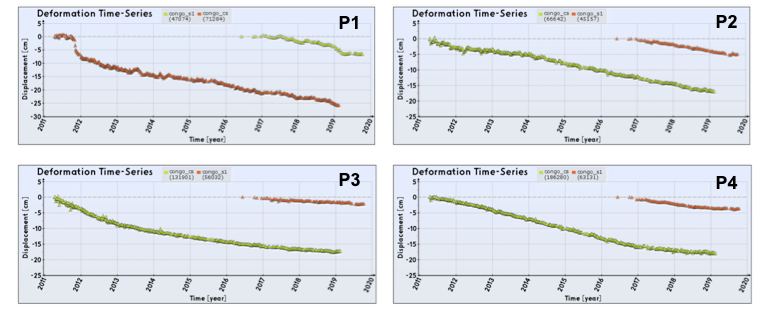 Deformation Time-Series
congo_s1 congo_cs
(47074) (71284)
P1
Displacement [cm]
5
0
-5
-10
-15
-20
-25
-30
2011 2012 2013 2014 2015 2016 2017 2018 2019 2020
Time [year]
Deformation Time-Series
congo_cs congo_s1
(66642) (45157)
P2
Displacement [cm]
5
0
-5
-10
-15
-20
-25
2011 2012 2013 2014 2015 2016 2017 2018 2019 2020
Time [year]
Deformation Time-Series
congo_cs congo_s1
(131901) (56032)
P3
Displacement [cm]
5
0
-5
-10
-15
-20
-25
2011 2012 2013 2014 2015 2016 2017 2018 2019 2020
Time [year]
Deformation Time-Series
congo_cs congo_s1
(186280) (63131)
P4
Displacement [cm]
5
0
-5
-10
-15
-20
-25
2011 2012 2013 2014 2015 2016 2017 2018 2019 2020
Time [year]